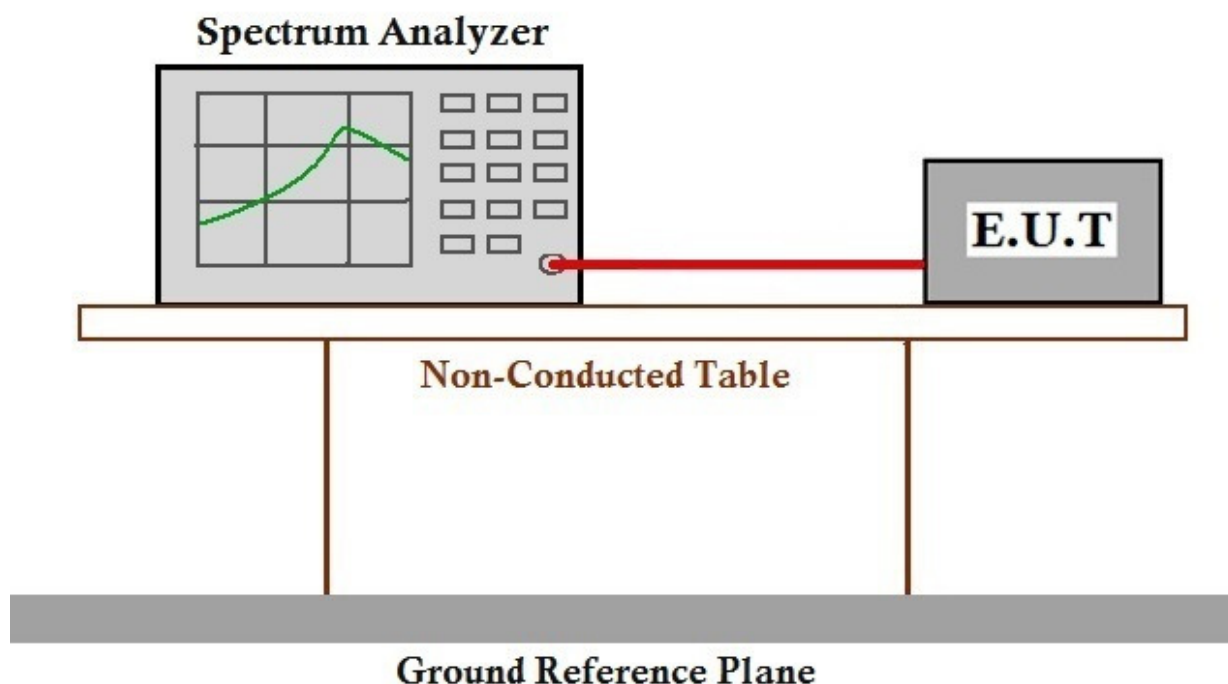 Spectrum Analyzer
E.U.T
Non-Conducted Table
Ground Reference Plane